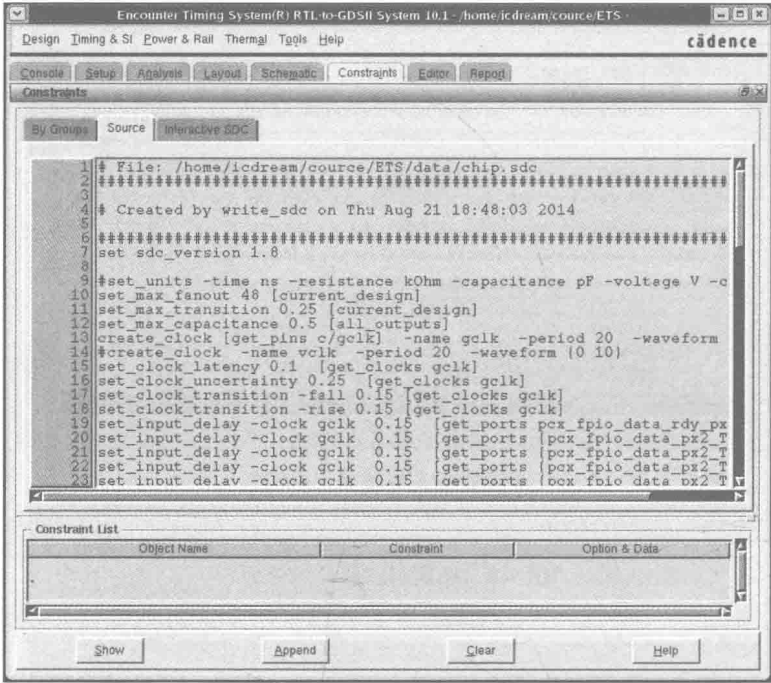 Encounter Timing System(R) RTL-to-GDSII System 10.1 - /home/icdream/cource/ETS -
Design Timing & SI Power & Rail Thermal Tools Help
cādence
Console Setup Analysis Layout Schematic Constraints Editor Report
Constraints
By Groups Source Interactive SDC
1 # File: /home/icdream/cource/ETS/data/chip.sdc
2 ################################################################
3
4 # Created by write_sdc on Thu Aug 21 18:48:03 2014
5
6 ################################################################
7 set sdc_version 1.8
8
9 #set_units -time ns -resistance kOhm -capacitance pF -voltage V -c
10 set_max_fanout 48 [current_design]
11 set_max_transition 0.25 [current_design]
12 set_max_capacitance 0.5 [all_outputs]
13 create_clock [get_pins c/gclk] -name gclk -period 20 -waveform
14 #create_clock -name vclk -period 20 -waveform {0 10}
15 set_clock_latency 0.1 [get_clocks gclk]
16 set_clock_uncertainty 0.25 [get_clocks gclk]
17 set_clock_transition -fall 0.15 [get_clocks gclk]
18 set_clock_transition -rise 0.15 [get_clocks gclk]
19 set_input_delay -clock gclk 0.15 [get_ports pcx_fpio_data_rdy_px
20 set_input_delay -clock gclk 0.15 [get_ports {pcx_fpio_data_px2_T
21 set_input_delay -clock gclk 0.15 [get_ports {pcx_fpio_data_px2_T
22 set_input_delay -clock gclk 0.15 [get_ports {pcx_fpio_data_px2_T
23 set_input_delay -clock gclk 0.15 [get_ports {pcx_fpio_data_px2_T
Constraint List
Object Name Constraint Option & Data
Show Append Clear Help